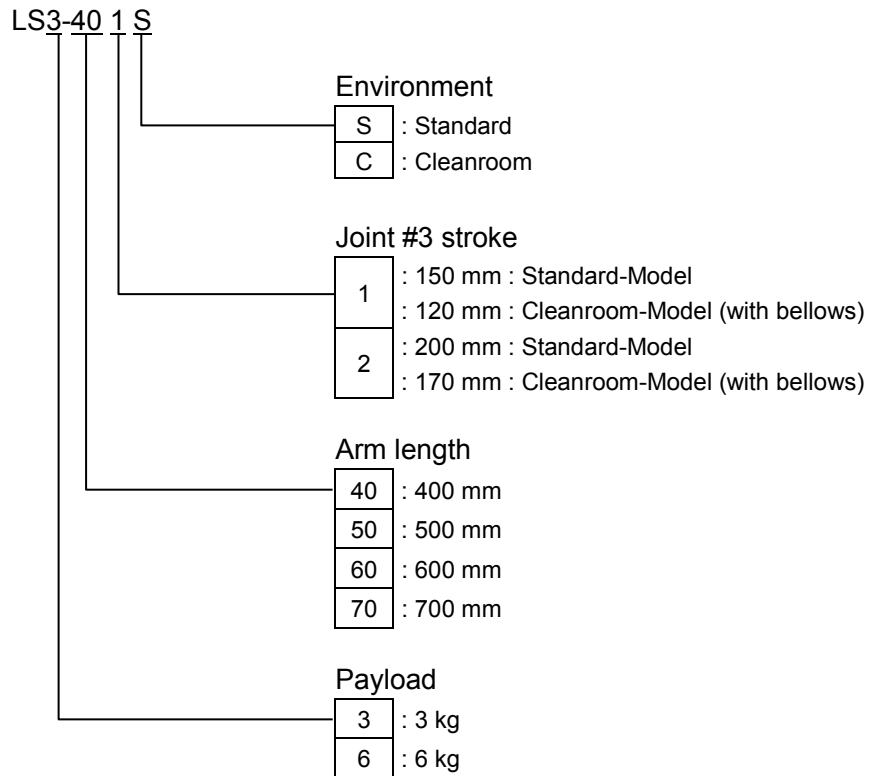 LS3-40 1 S
Environment
S : Standard
C : Cleanroom
Joint #3 stroke
1 : 150 mm : Standard-Model
: 120 mm : Cleanroom-Model (with bellows)
2 : 200 mm : Standard-Model
: 170 mm : Cleanroom-Model (with bellows)
Arm length
40 : 400 mm
50 : 500 mm
60 : 600 mm
70 : 700 mm
Payload
3 : 3 kg
6 : 6 kg